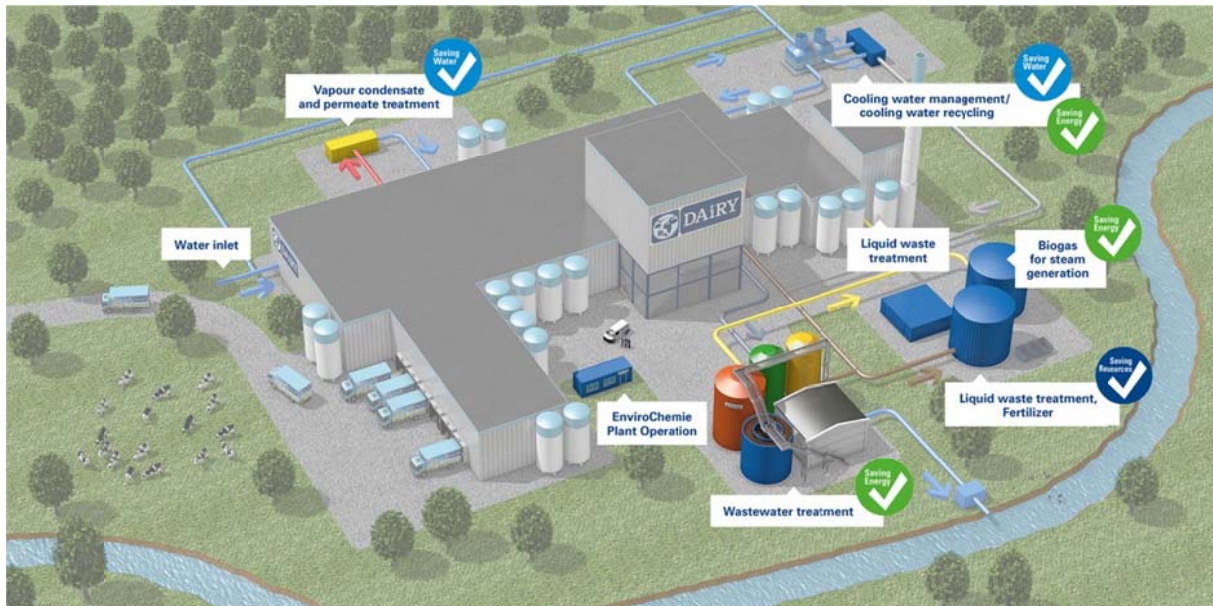 Saving
Water
Vapour condensate
and permeate treatment
Saving
Water
Cooling water management/
cooling water recycling
Saving
Energy
DAiRY
Water inlet
Liquid waste
treatment
Saving
Energy
Biogas
for steam
generation
EnviroChemie
Plant Operation
Saving
Resources
Liquid waste treatment,
Fertilizer
Saving
Energy
Wastewater treatment